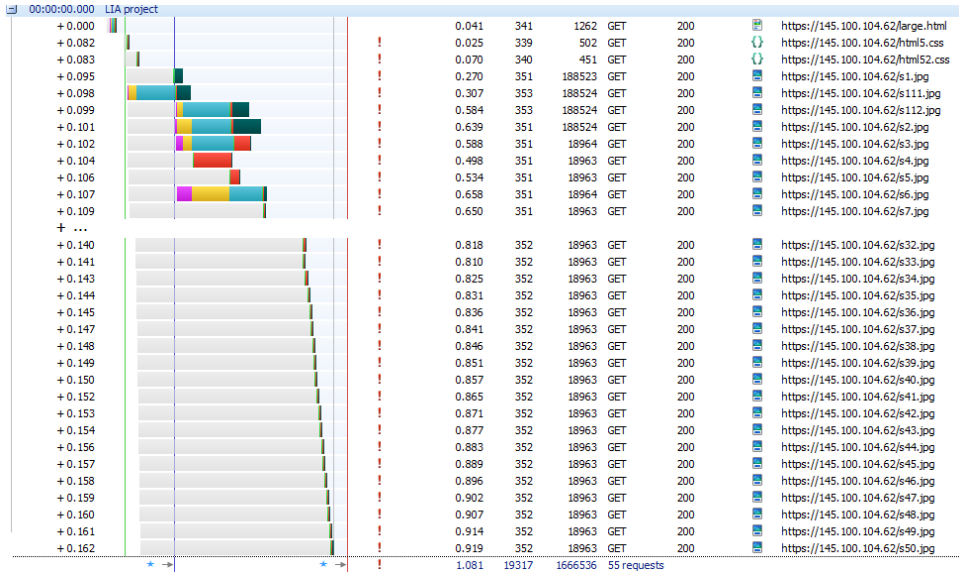 00:00:00.000 LIA project
+ 0.000 0.041 341 1262 GET 200 https://145.100.104.62/large.html
+ 0.082 ! 0.025 339 502 GET 200 {} https://145.100.104.62/html5.css
+ 0.083 ! 0.070 340 451 GET 200 {} https://145.100.104.62/html52.css
+ 0.095 ! 0.270 351 188523 GET 200 https://145.100.104.62/s1.jpg
+ 0.098 ! 0.307 353 188524 GET 200 https://145.100.104.62/s111.jpg
+ 0.099 ! 0.584 353 188524 GET 200 https://145.100.104.62/s112.jpg
+ 0.101 ! 0.639 351 188524 GET 200 https://145.100.104.62/s2.jpg
+ 0.102 ! 0.588 351 18964 GET 200 https://145.100.104.62/s3.jpg
+ 0.104 ! 0.498 351 18963 GET 200 https://145.100.104.62/s4.jpg
+ 0.106 ! 0.534 351 18963 GET 200 https://145.100.104.62/s5.jpg
+ 0.107 ! 0.658 351 18964 GET 200 https://145.100.104.62/s6.jpg
+ 0.109 ! 0.650 351 18963 GET 200 https://145.100.104.62/s7.jpg
+ ...
+ 0.140 ! 0.818 352 18963 GET 200 https://145.100.104.62/s32.jpg
+ 0.141 ! 0.810 352 18963 GET 200 https://145.100.104.62/s33.jpg
+ 0.143 ! 0.825 352 18963 GET 200 https://145.100.104.62/s34.jpg
+ 0.144 ! 0.831 352 18963 GET 200 https://145.100.104.62/s35.jpg
+ 0.145 ! 0.836 352 18963 GET 200 https://145.100.104.62/s36.jpg
+ 0.147 ! 0.841 352 18963 GET 200 https://145.100.104.62/s37.jpg
+ 0.148 ! 0.846 352 18963 GET 200 https://145.100.104.62/s38.jpg
+ 0.149 ! 0.851 352 18963 GET 200 https://145.100.104.62/s39.jpg
+ 0.150 ! 0.857 352 18963 GET 200 https://145.100.104.62/s40.jpg
+ 0.152 ! 0.865 352 18963 GET 200 https://145.100.104.62/s41.jpg
+ 0.153 ! 0.871 352 18963 GET 200 https://145.100.104.62/s42.jpg
+ 0.154 ! 0.877 352 18963 GET 200 https://145.100.104.62/s43.jpg
+ 0.156 ! 0.883 352 18963 GET 200 https://145.100.104.62/s44.jpg
+ 0.157 ! 0.889 352 18963 GET 200 https://145.100.104.62/s45.jpg
+ 0.158 ! 0.896 352 18963 GET 200 https://145.100.104.62/s46.jpg
+ 0.159 ! 0.902 352 18963 GET 200 https://145.100.104.62/s47.jpg
+ 0.160 ! 0.907 352 18963 GET 200 https://145.100.104.62/s48.jpg
+ 0.161 ! 0.914 352 18963 GET 200 https://145.100.104.62/s49.jpg
+ 0.162 ! 0.919 352 18963 GET 200 https://145.100.104.62/s50.jpg
! 1.081 19317 1666536 55 requests